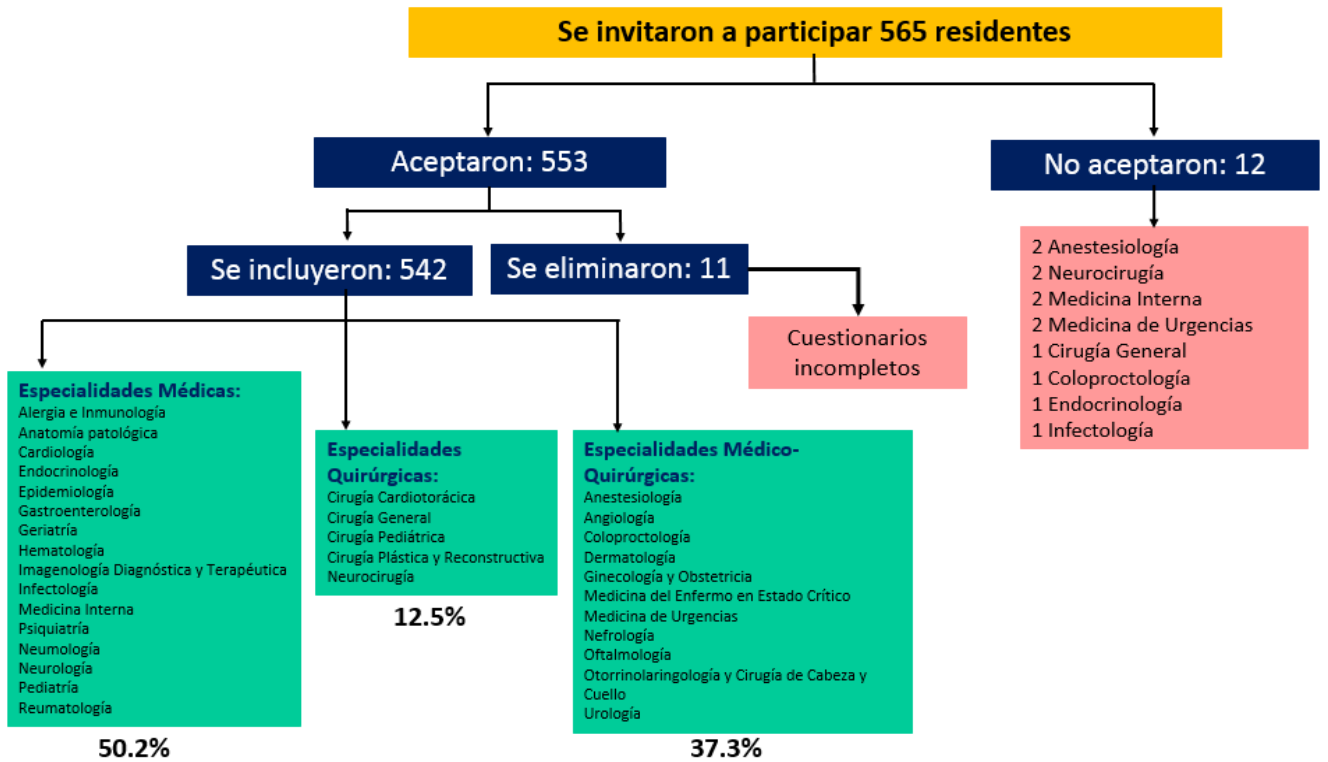 Se invitaron a participar 565 residentes
Aceptaron: 553
No aceptaron: 12
Se incluyeron: 542
Se eliminaron: 11
2 Anestesiología
2 Neurocirugía
2 Medicina Interna
2 Medicina de Urgencias
1 Cirugía General
1 Coloproctología
1 Endocrinología
1 Infectología
Cuestionarios
incompletos
Especialidades Médicas:
Alergia e Inmunología
Anatomía patológica
Cardiología
Endocrinología
Epidemiología
Gastroenterología
Geriatría
Hematología
Imagenología Diagnóstica y Terapéutica
Infectología
Medicina Interna
Psiquiatría
Neumología
Neurología
Pediatría
Reumatología
50.2%
Especialidades
Quirúrgicas:
Cirugía Cardiotorácica
Cirugía General
Cirugía Pediátrica
Cirugía Plástica y Reconstructiva
Neurocirugía
12.5%
Especialidades Médico-
Quirúrgicas:
Anestesiología
Angiología
Coloproctología
Dermatología
Ginecología y Obstetricia
Medicina del Enfermo en Estado Crítico
Medicina de Urgencias
Nefrología
Oftalmología
Otorrinolaringología y Cirugía de Cabeza y
Cuello
Urología
37.3%